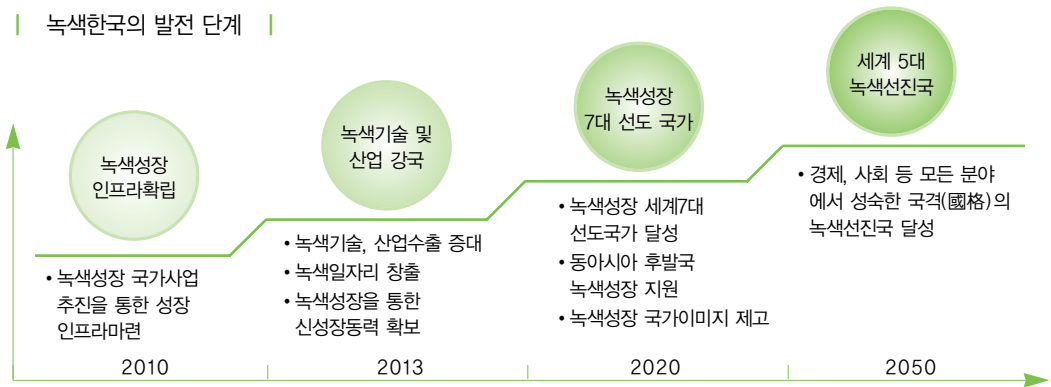 녹색한국의 발전 단계
녹색성장
인프라확립
• 녹색성장 국가사업
추진을 통한 성장
인프라마련
2010
녹색기술 및
산업 강국
• 녹색기술, 산업수출 증대
• 녹색일자리 창출
• 녹색성장을 통한
신성장동력 확보
2013
녹색성장
7대 선도 국가
• 녹색성장 세계7대
선도국가 달성
• 동아시아 후발국
녹색성장 지원
• 녹색성장 국가이미지 제고
2020
세계 5대
녹색선진국
• 경제, 사회 등 모든 분야
에서 성숙한 국격(國格)의
녹색선진국 달성
2050